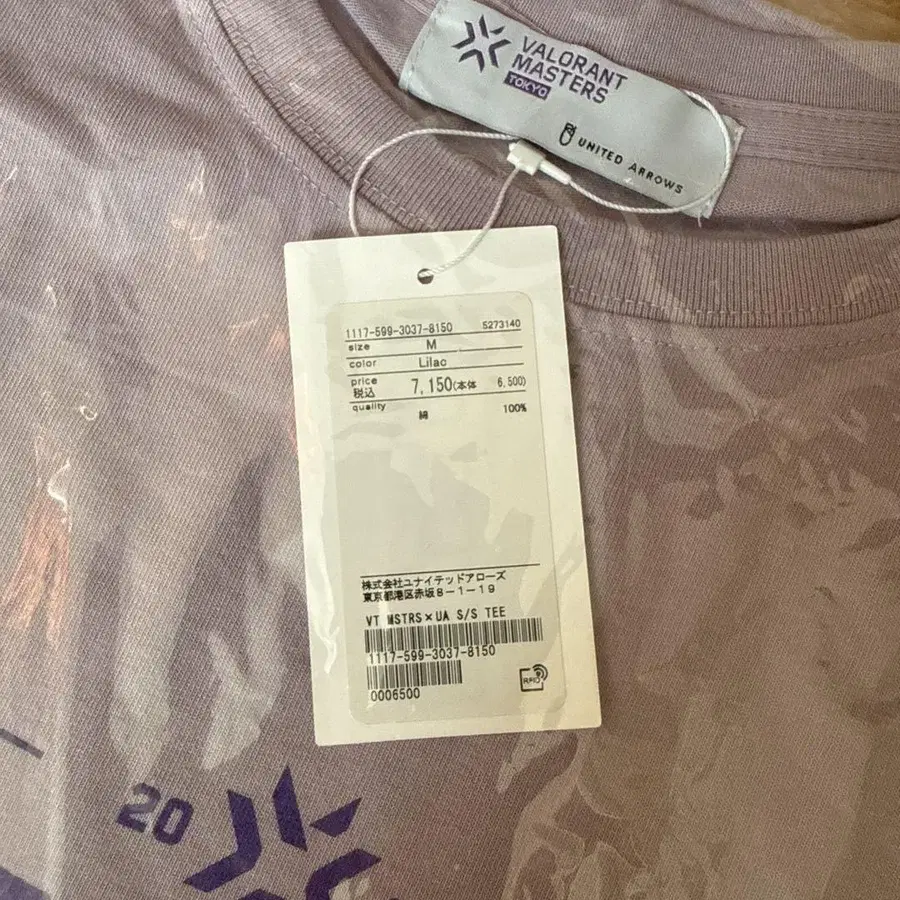 VALORANT
MASTERS
TOKYO
UNITED ARROWS
1117-599-3037-8150 5273140
size M
color Lilac
price 税込 7,150(本体 6,500)
quality 綿 100%
株式会社ユナイテッドアローズ
東京都港区赤坂8-1-19
VT MSTRS×UA S/S TEE
1117-599-3037-8150
0006500
RFID
20